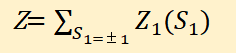 Z= ∑_{S_1=±1} Z_1(S_1)